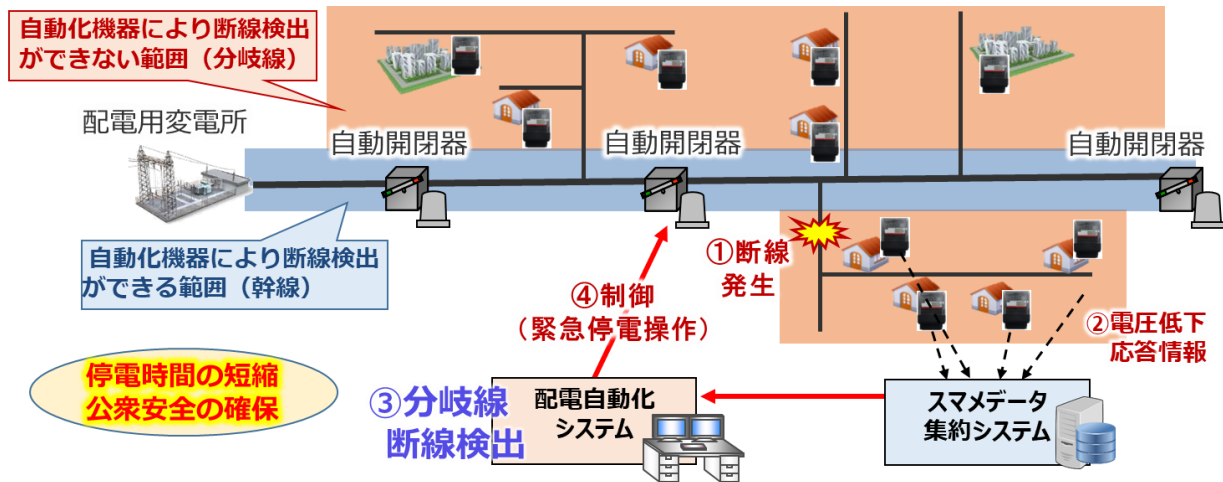 自動化機器により断線検出
ができない範囲（分岐線）
配電用変電所
自動開閉器
自動開閉器
自動開閉器
自動化機器により断線検出
ができる範囲（幹線）
①断線
発生
④制御
（緊急停電操作）
②電圧低下
応答情報
停電時間の短縮
公衆安全の確保
③分岐線
断線検出
配電自動化
システム
スマメデータ
集約システム